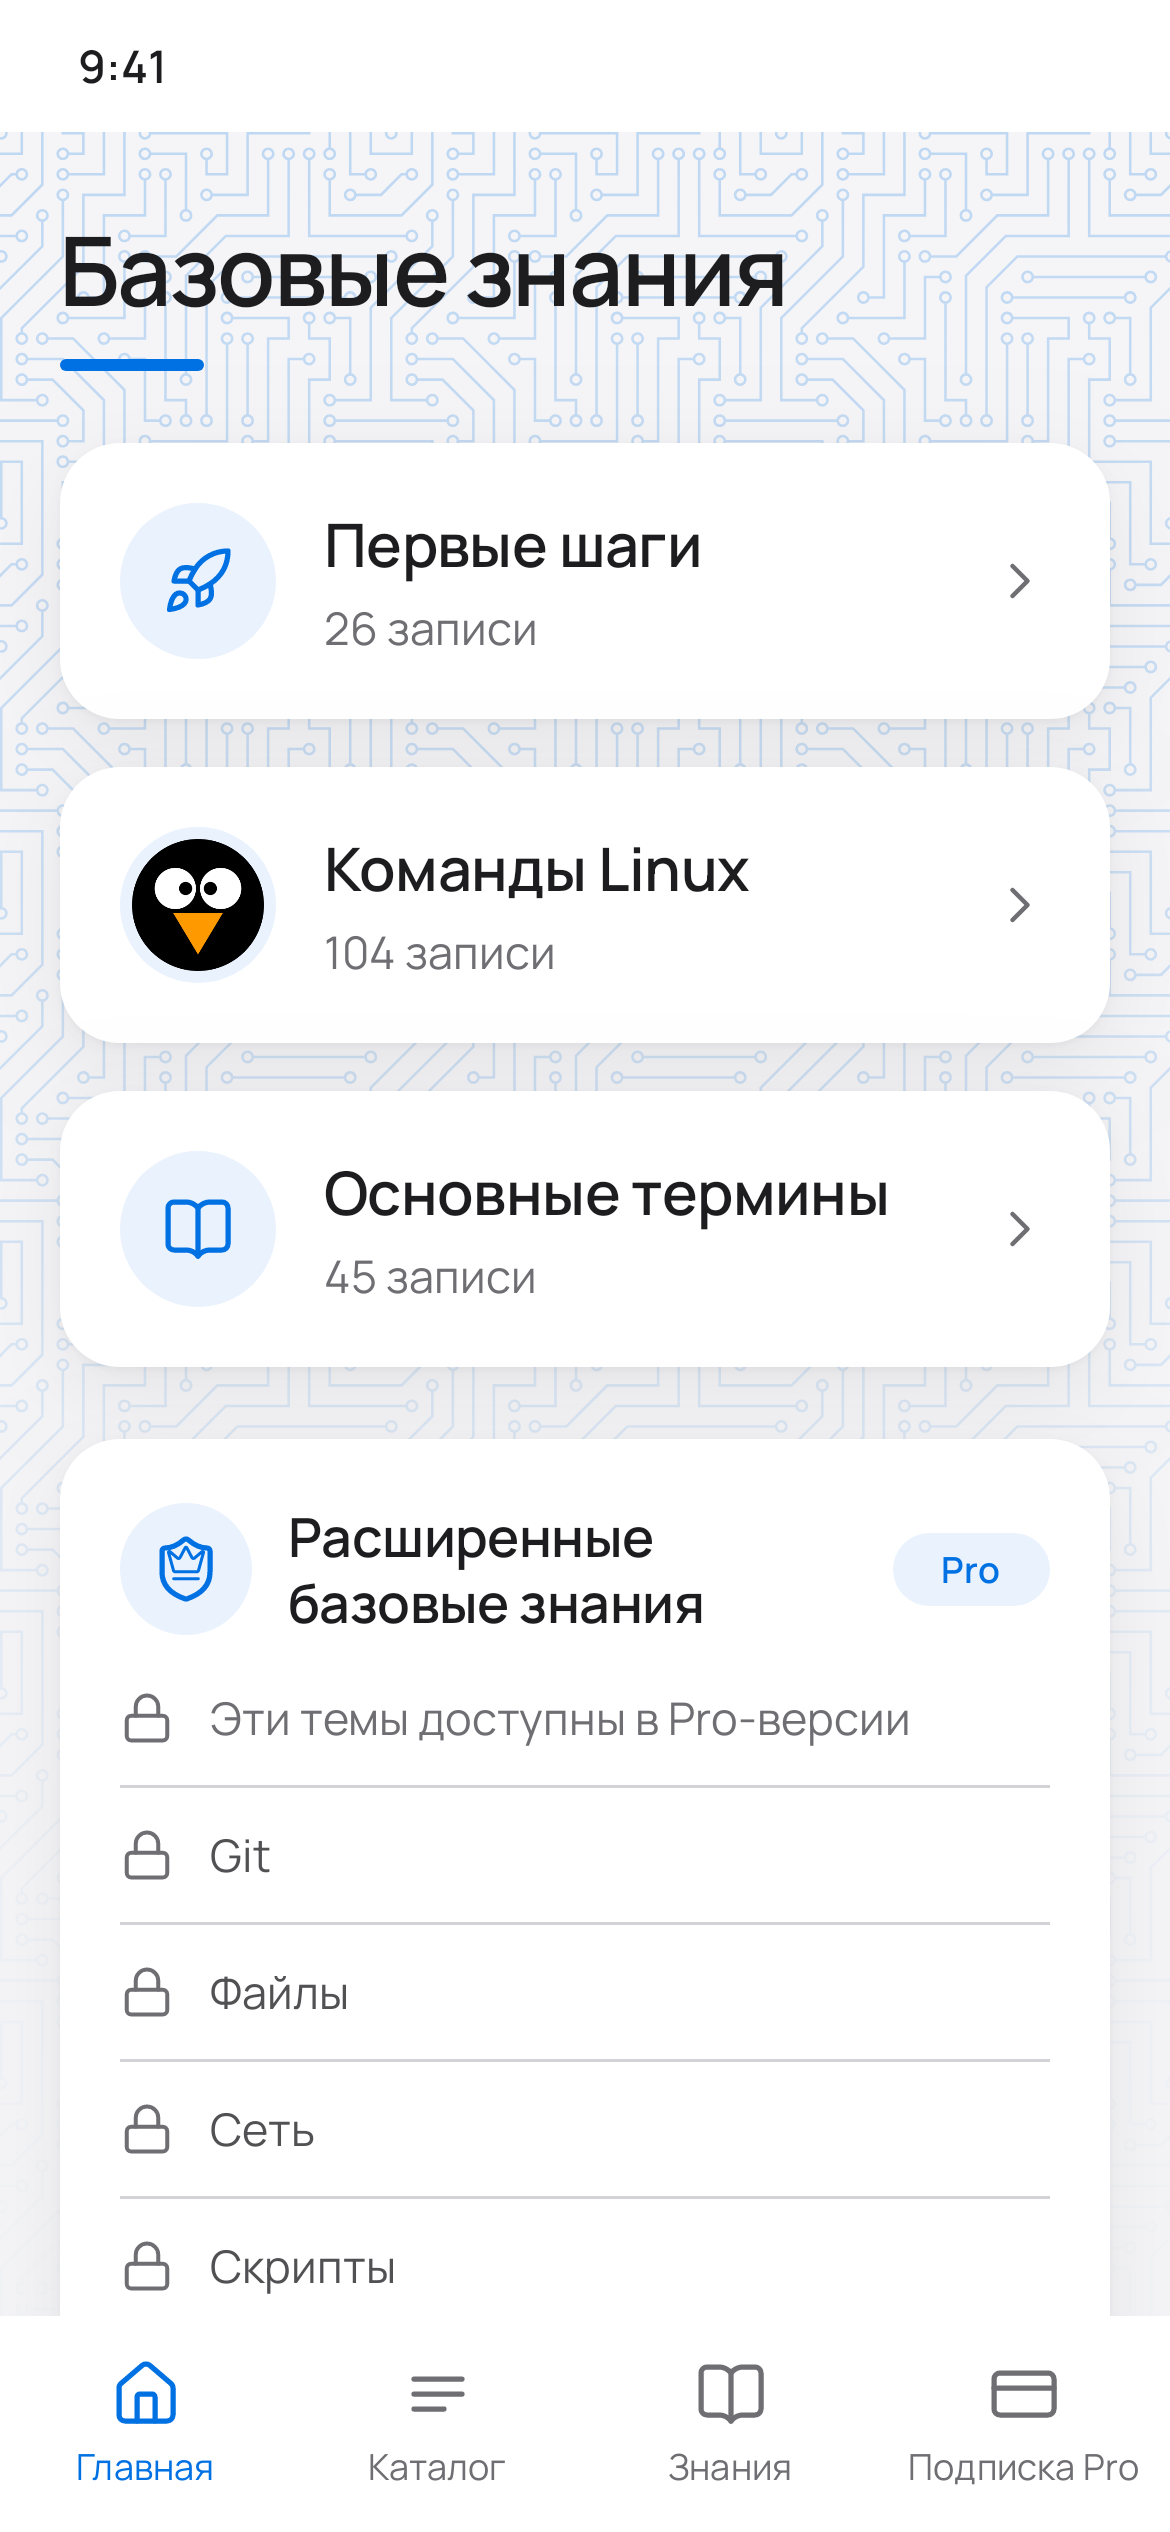 9:41
Базовые знания
Первые шаги
26 записи
Команды Linux
104 записи
Основные термины
45 записи
Расширенные
базовые знания
Pro
Эти темы доступны в Pro-версии
Git
Файлы
Сеть
Скрипты
Главная
Каталог
Знания
Подписка Pro